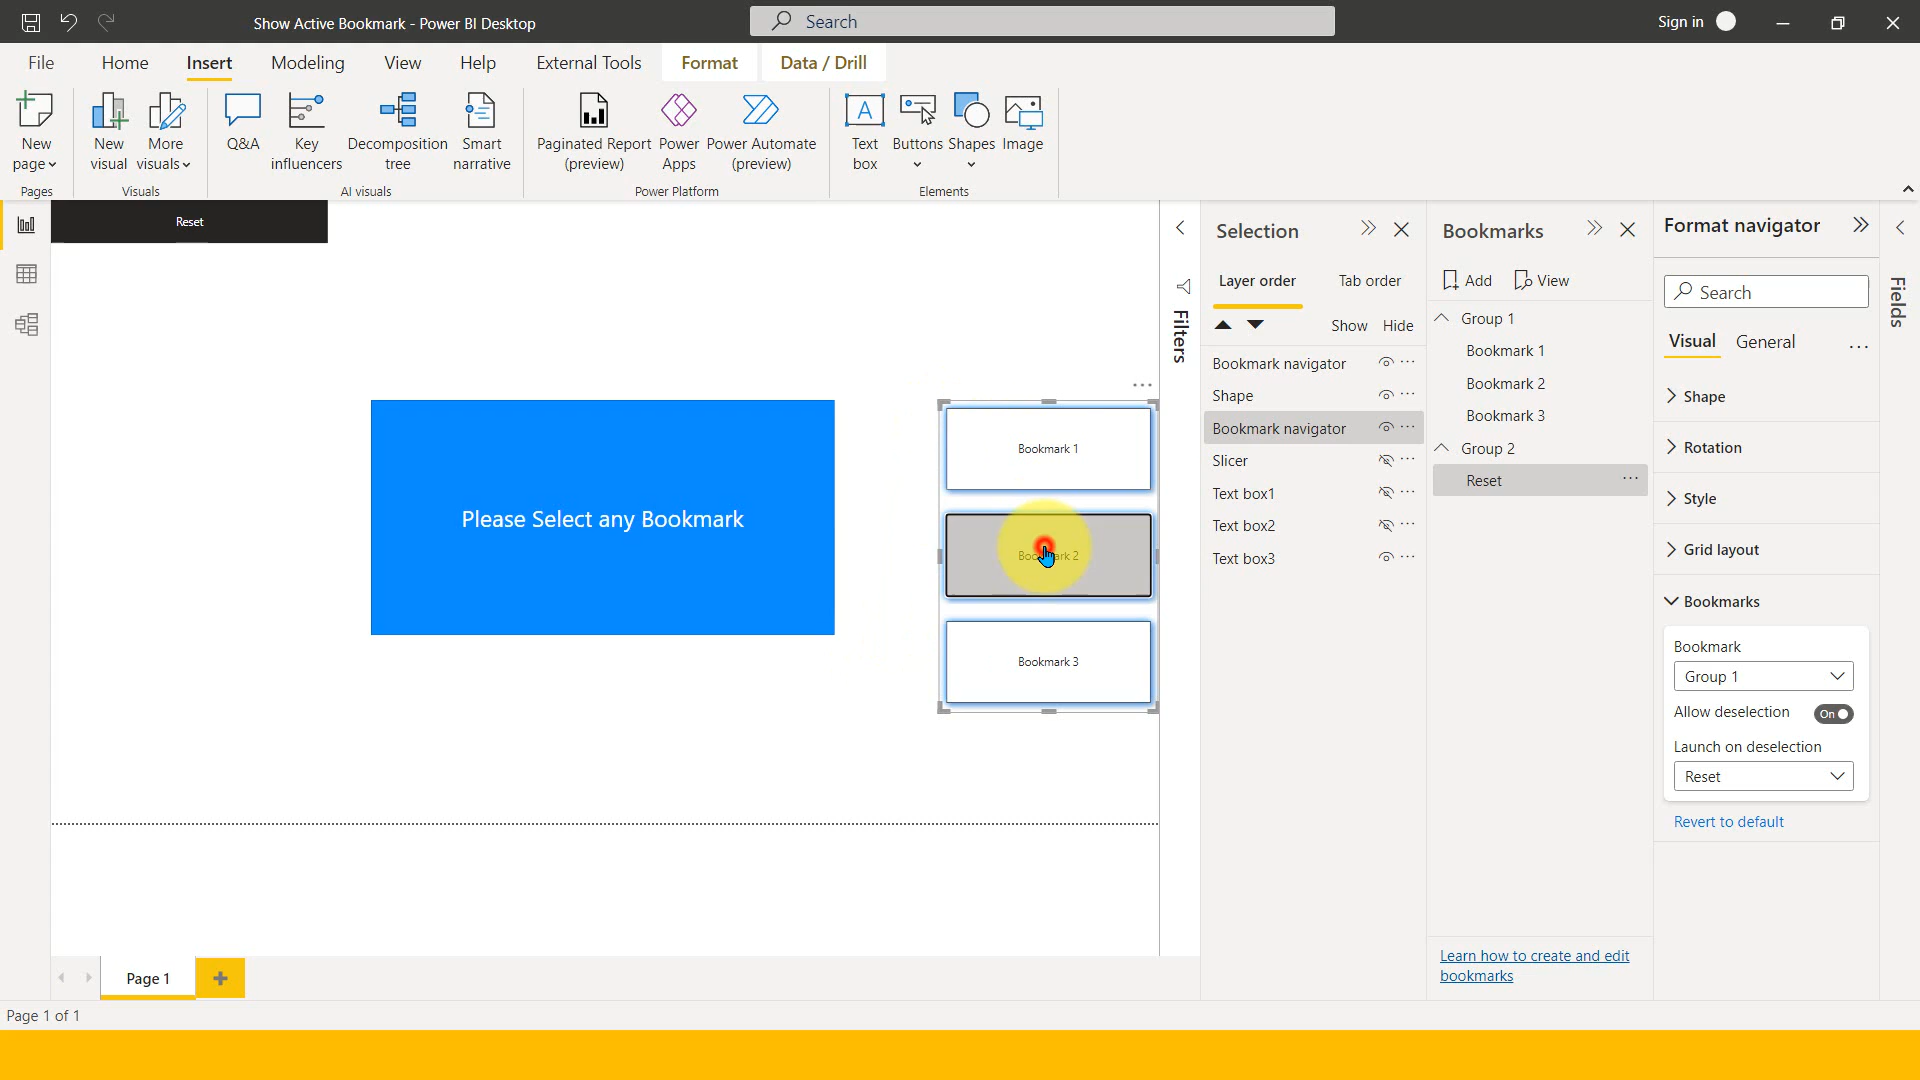 Show Active Bookmark - Power BI Desktop
Search
Sign in
File
Home
Insert
Modeling
View
Help
External Tools
Format
Data / Drill
New page
New visual
More visuals
Q&A
Key influencers
Decomposition tree
Smart narrative
Paginated Report (preview)
Power Apps
Power Automate (preview)
Text box
Buttons
Shapes
Image
Pages
Visuals
AI visuals
Power Platform
Elements
Reset
Please Select any Bookmark
Bookmark 1
Bookmark 2
Bookmark 3
Filters
Selection
Layer order
Tab order
Show
Hide
Bookmark navigator
Shape
Bookmark navigator
Slicer
Text box1
Text box2
Text box3
Bookmarks
Add
View
Group 1
Bookmark 1
Bookmark 2
Bookmark 3
Group 2
Reset
Learn how to create and edit
bookmarks
Format navigator
Search
Visual
General
Shape
Rotation
Style
Grid layout
Bookmarks
Bookmark
Group 1
Allow deselection
On
Launch on deselection
Reset
Revert to default
Fields
Page 1
Page 1 of 1